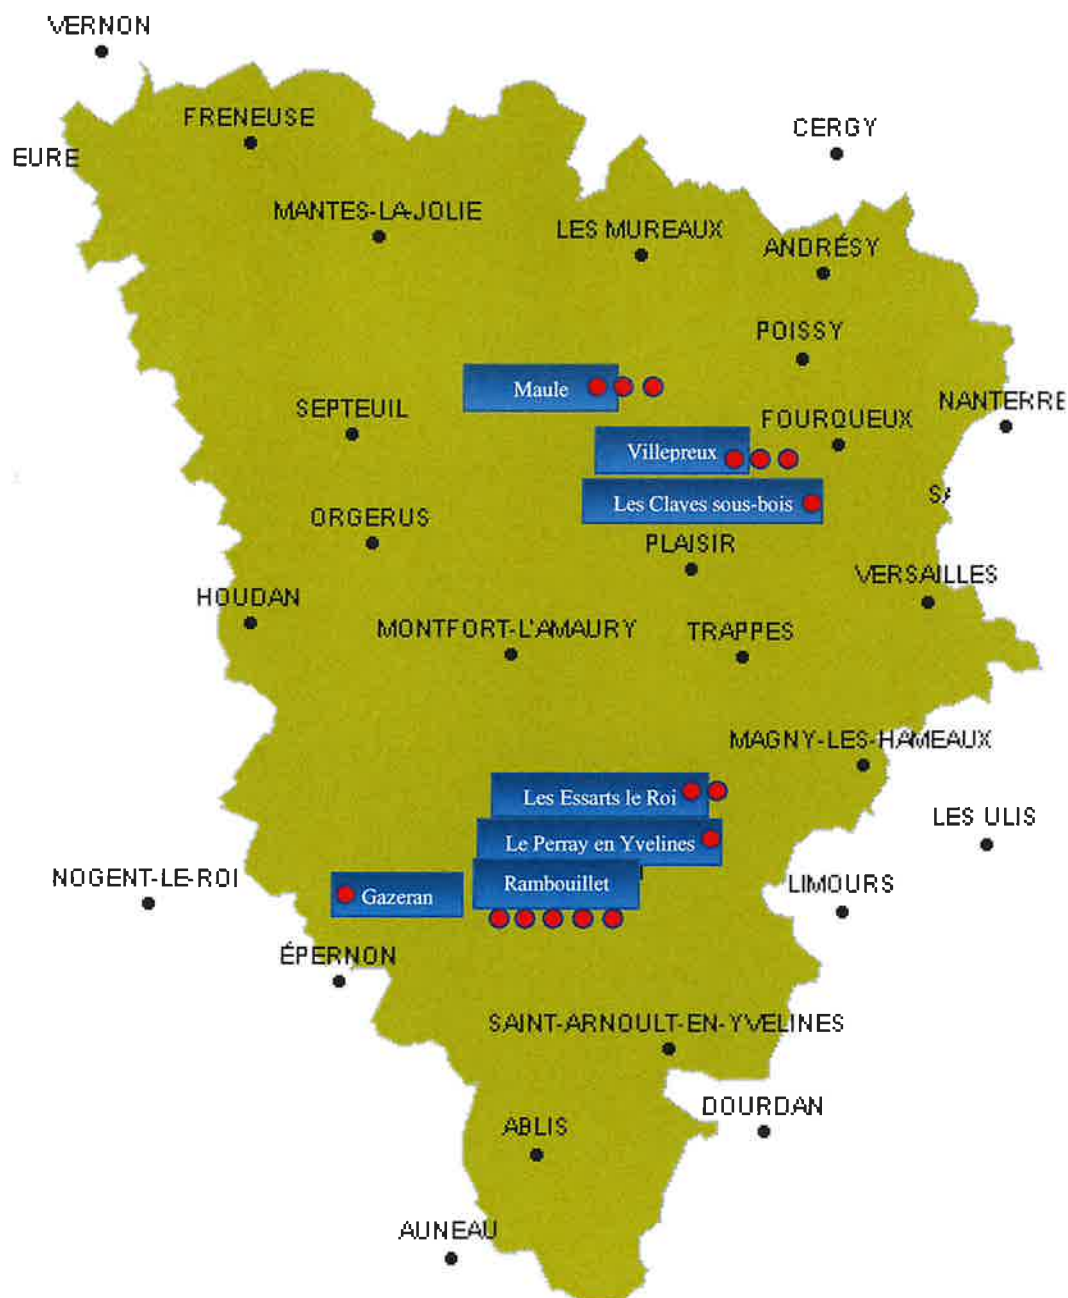 VERNON
FRENEUSE
CERGY
EURE
MANTES-LA-JOLIE
LES MUREAUX
ANDRÉSY
POISSY
Maule
SEPTEUIL
NANTERRE
FOURQUEUX
Villepreux
Les Claves sous-bois
SA
ORGERUS
PLAISIR
VERSAILLES
HOUDAN
MONTFORT-L'AMAURY
TRAPPES
MAGNY-LES-HAMEAUX
Les Essarts le Roi
LES ULIS
Le Perray en Yvelines
NOGENT-LE-ROI
Rambouillet
LIMOURS
Gazeran
ÉPERNON
SAINT-ARNOULT-EN-YVELINES
DOURDAN
ABLIS
AUNEAU